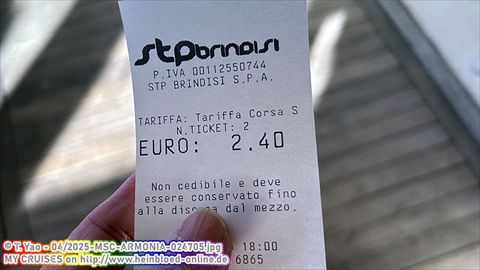 stpbrindisi
P.IVA 00112550744
STP BRINDISI S.P.A.
TARIFFA: Tariffa Corsa S
N.TICKET: 2
EURO: 2.40
Non cedibile e deve
essere conservato fino
alla dal mezzo.
18:00
6865
© T. Yao - 04/2025-MSC-ARMONIA-026705.jpg
MY CRUISES on http://www.heinbloed-online.de